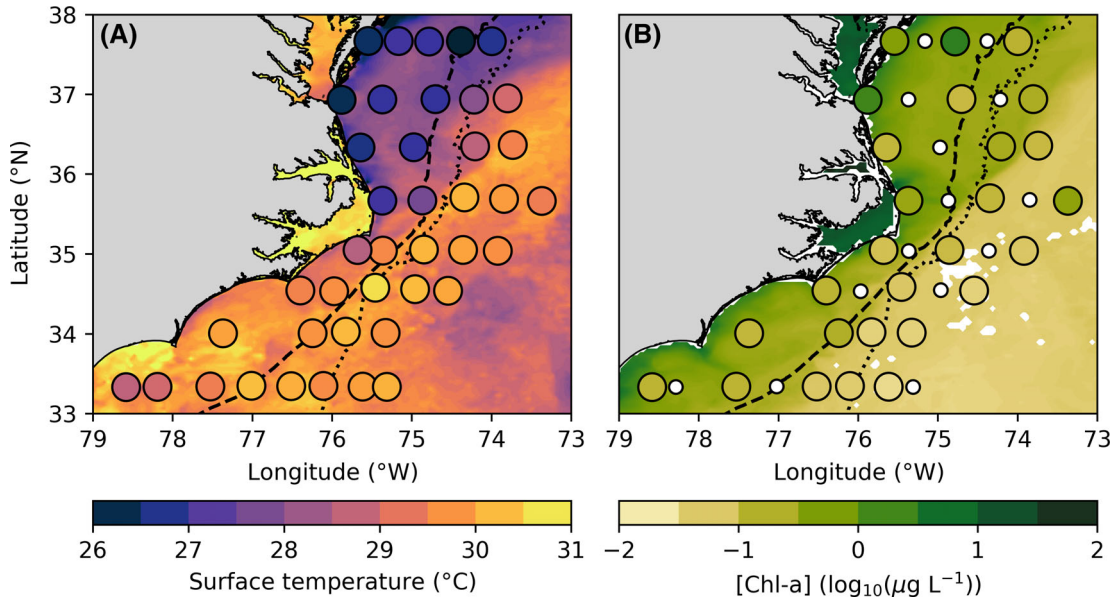 (A)
(B)
Latitude (°N)
38
37
36
35
34
33
79 78 77 76 75 74 73
79 78 77 76 75 74 73
Longitude (°W)
Longitude (°W)
26 27 28 29 30 31
−2 −1 0 1 2
Surface temperature (°C)
[Chl-a] (log₁₀(μg L⁻¹))